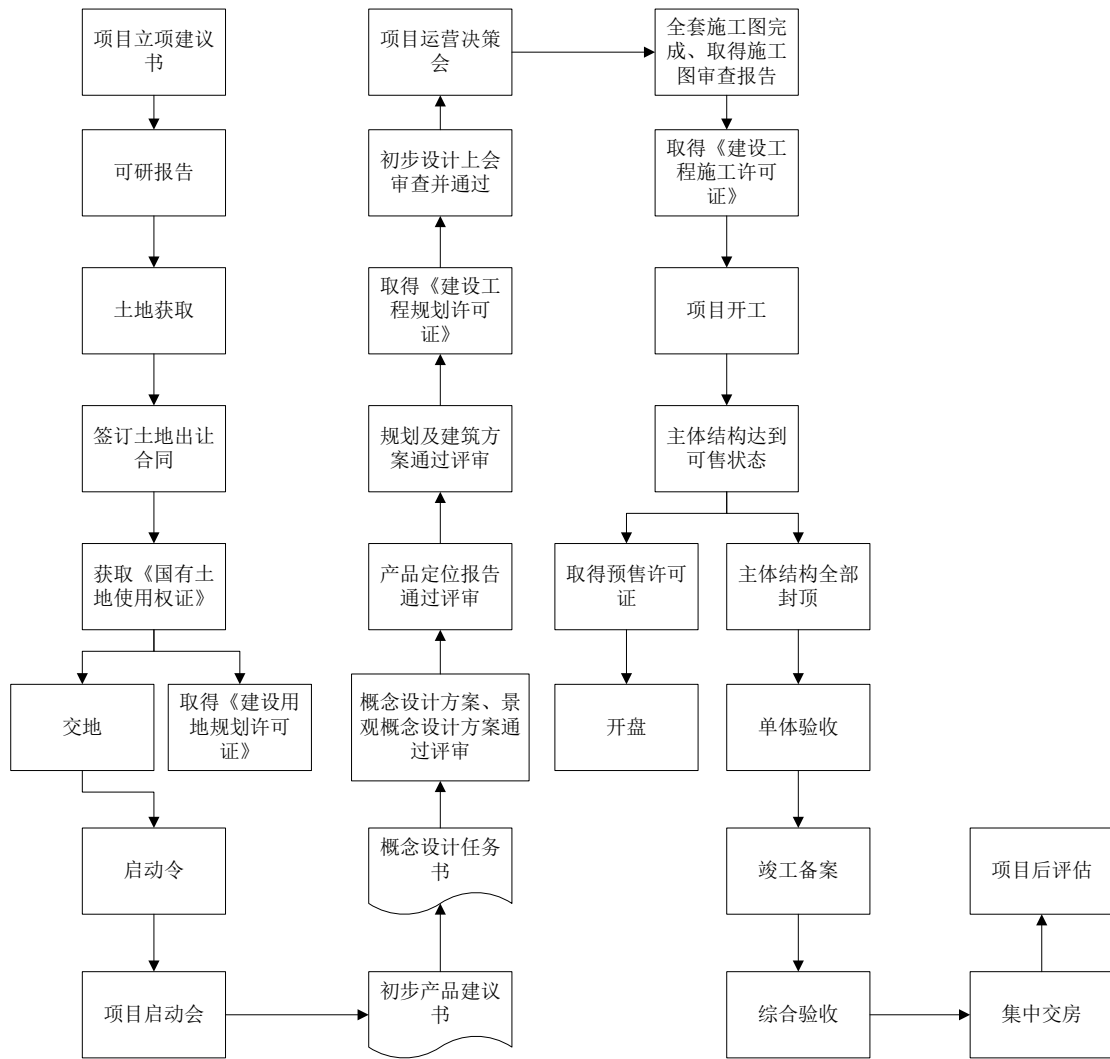 项目立项建议
书
可研报告
土地获取
签订土地出让
合同
获取《国有土
地使用权证》
交地
取得《建设用
地规划许可
证》
启动令
项目启动会
初步产品建议
书
概念设计任务
书
概念设计方案、景
观概念设计方案通
过评审
产品定位报告
通过评审
规划及建筑方
案通过评审
取得《建设工
程规划许可
证》
初步设计上会
审查并通过
项目运营决策
会
全套施工图完
成、取得施工
图审查报告
取得《建设工
程施工许可
证》
项目开工
主体结构达到
可售状态
取得预售许可
证
开盘
主体结构全部
封顶
单体验收
竣工备案
综合验收
集中交房
项目后评估